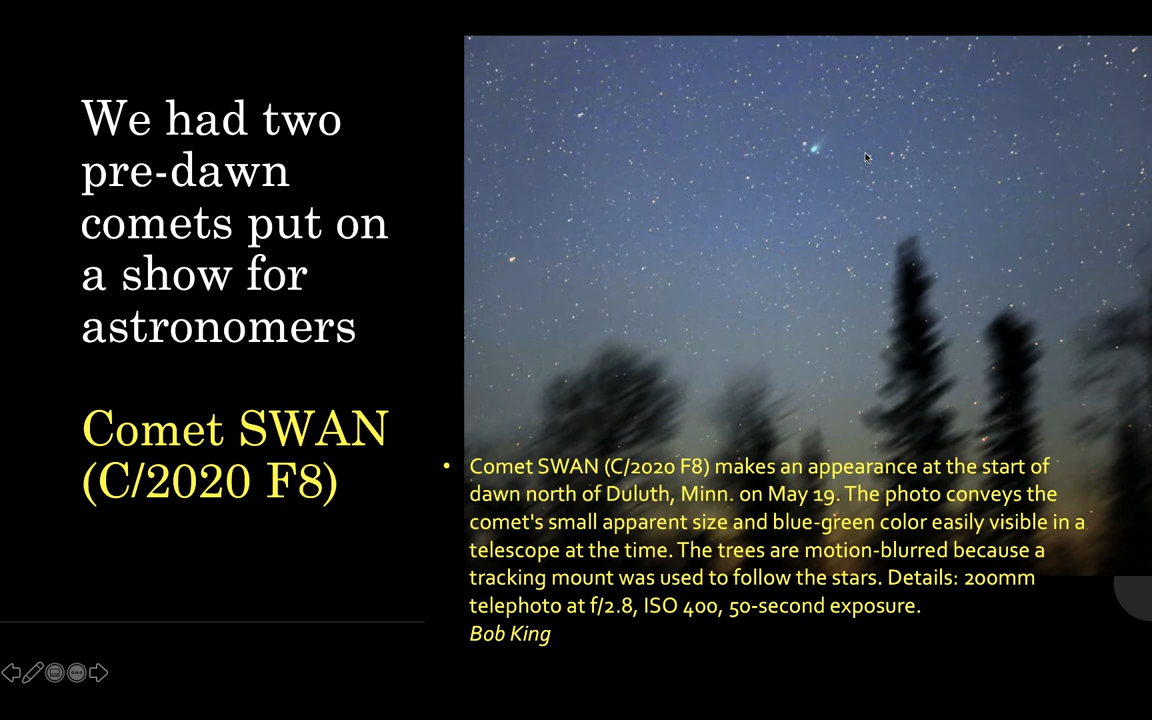 We had two
pre-dawn
comets put on
a show for
astronomers
Comet SWAN
(C/2020 F8)
• Comet SWAN (C/2020 F8) makes an appearance at the start of
dawn north of Duluth, Minn. on May 19. The photo conveys the
comet's small apparent size and blue-green color easily visible in a
telescope at the time. The trees are motion-blurred because a
tracking mount was used to follow the stars. Details: 200mm
telephoto at f/2.8, ISO 400, 50-second exposure.
Bob King